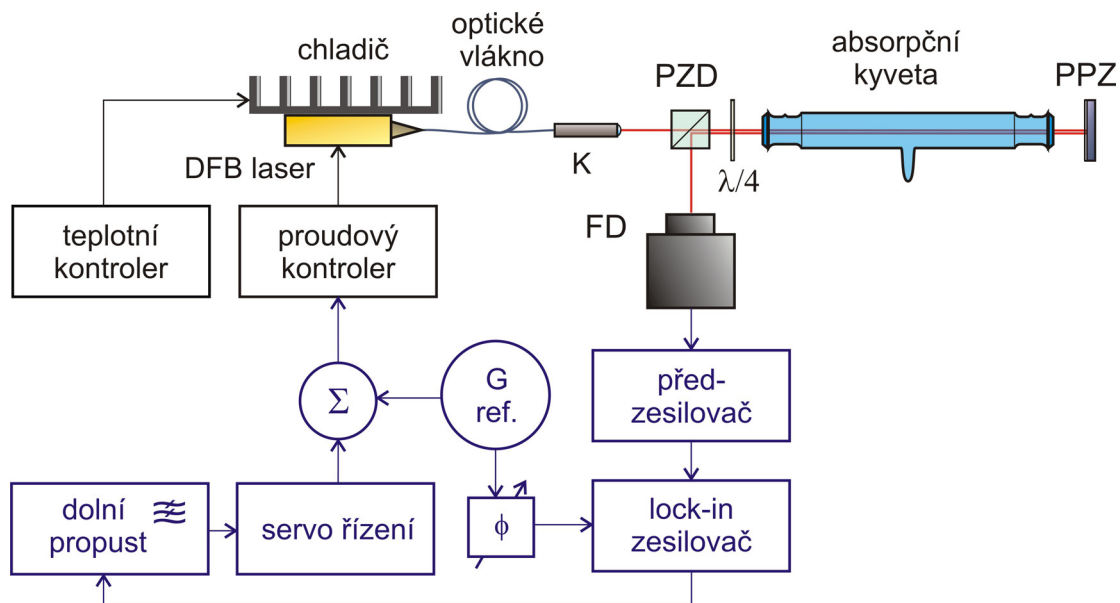 optické
vlákno
chladič
absorpční
kyveta
PZD
PPZ
DFB laser
K
λ/4
FD
teplotní
kontroler
proudový
kontroler
G
ref.
Σ
před-
zesilovač
dolní
propust
servo řízení
ϕ
lock-in
zesilovač